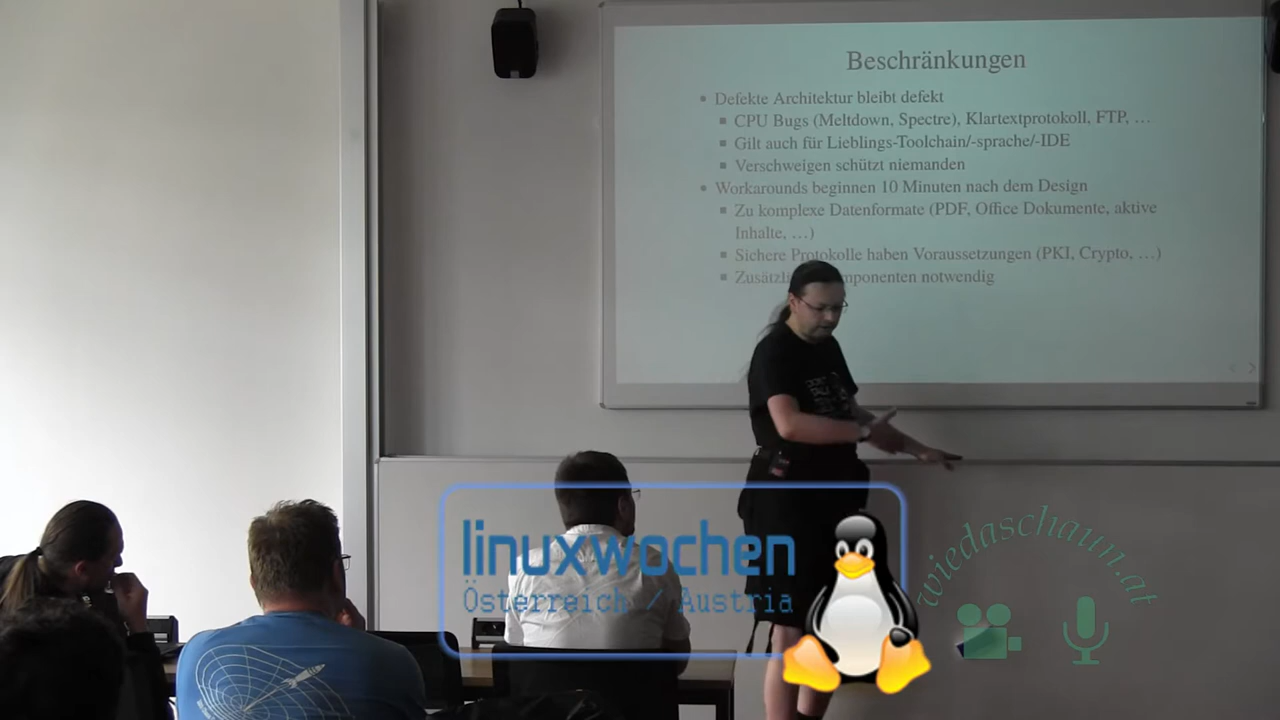 Beschränkungen
• Defekte Architektur bleibt defekt
▪ CPU Bugs (Meltdown, Spectre), Klartextprotokoll, FTP, …
▪ Gilt auch für Lieblings-Toolchain/-sprache/-IDE
▪ Verschweigen schützt niemanden
• Workarounds beginnen 10 Minuten nach dem Design
▪ Zu komplexe Datenformate (PDF, Office Dokumente, aktive
Inhalte, …)
▪ Sichere Protokolle haben Voraussetzungen (PKI, Crypto, …)
▪ notwendig
linuxwochen
Österreich / Austria
wiedaschaun.at